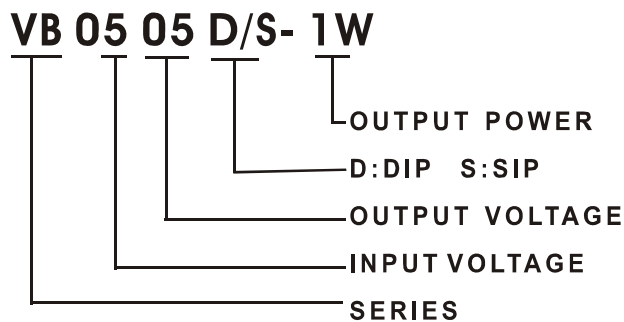 VB 05 05 D/S- 1W
OUTPUT POWER
D:DIP S:SIP
OUTPUT VOLTAGE
INPUT VOLTAGE
SERIES